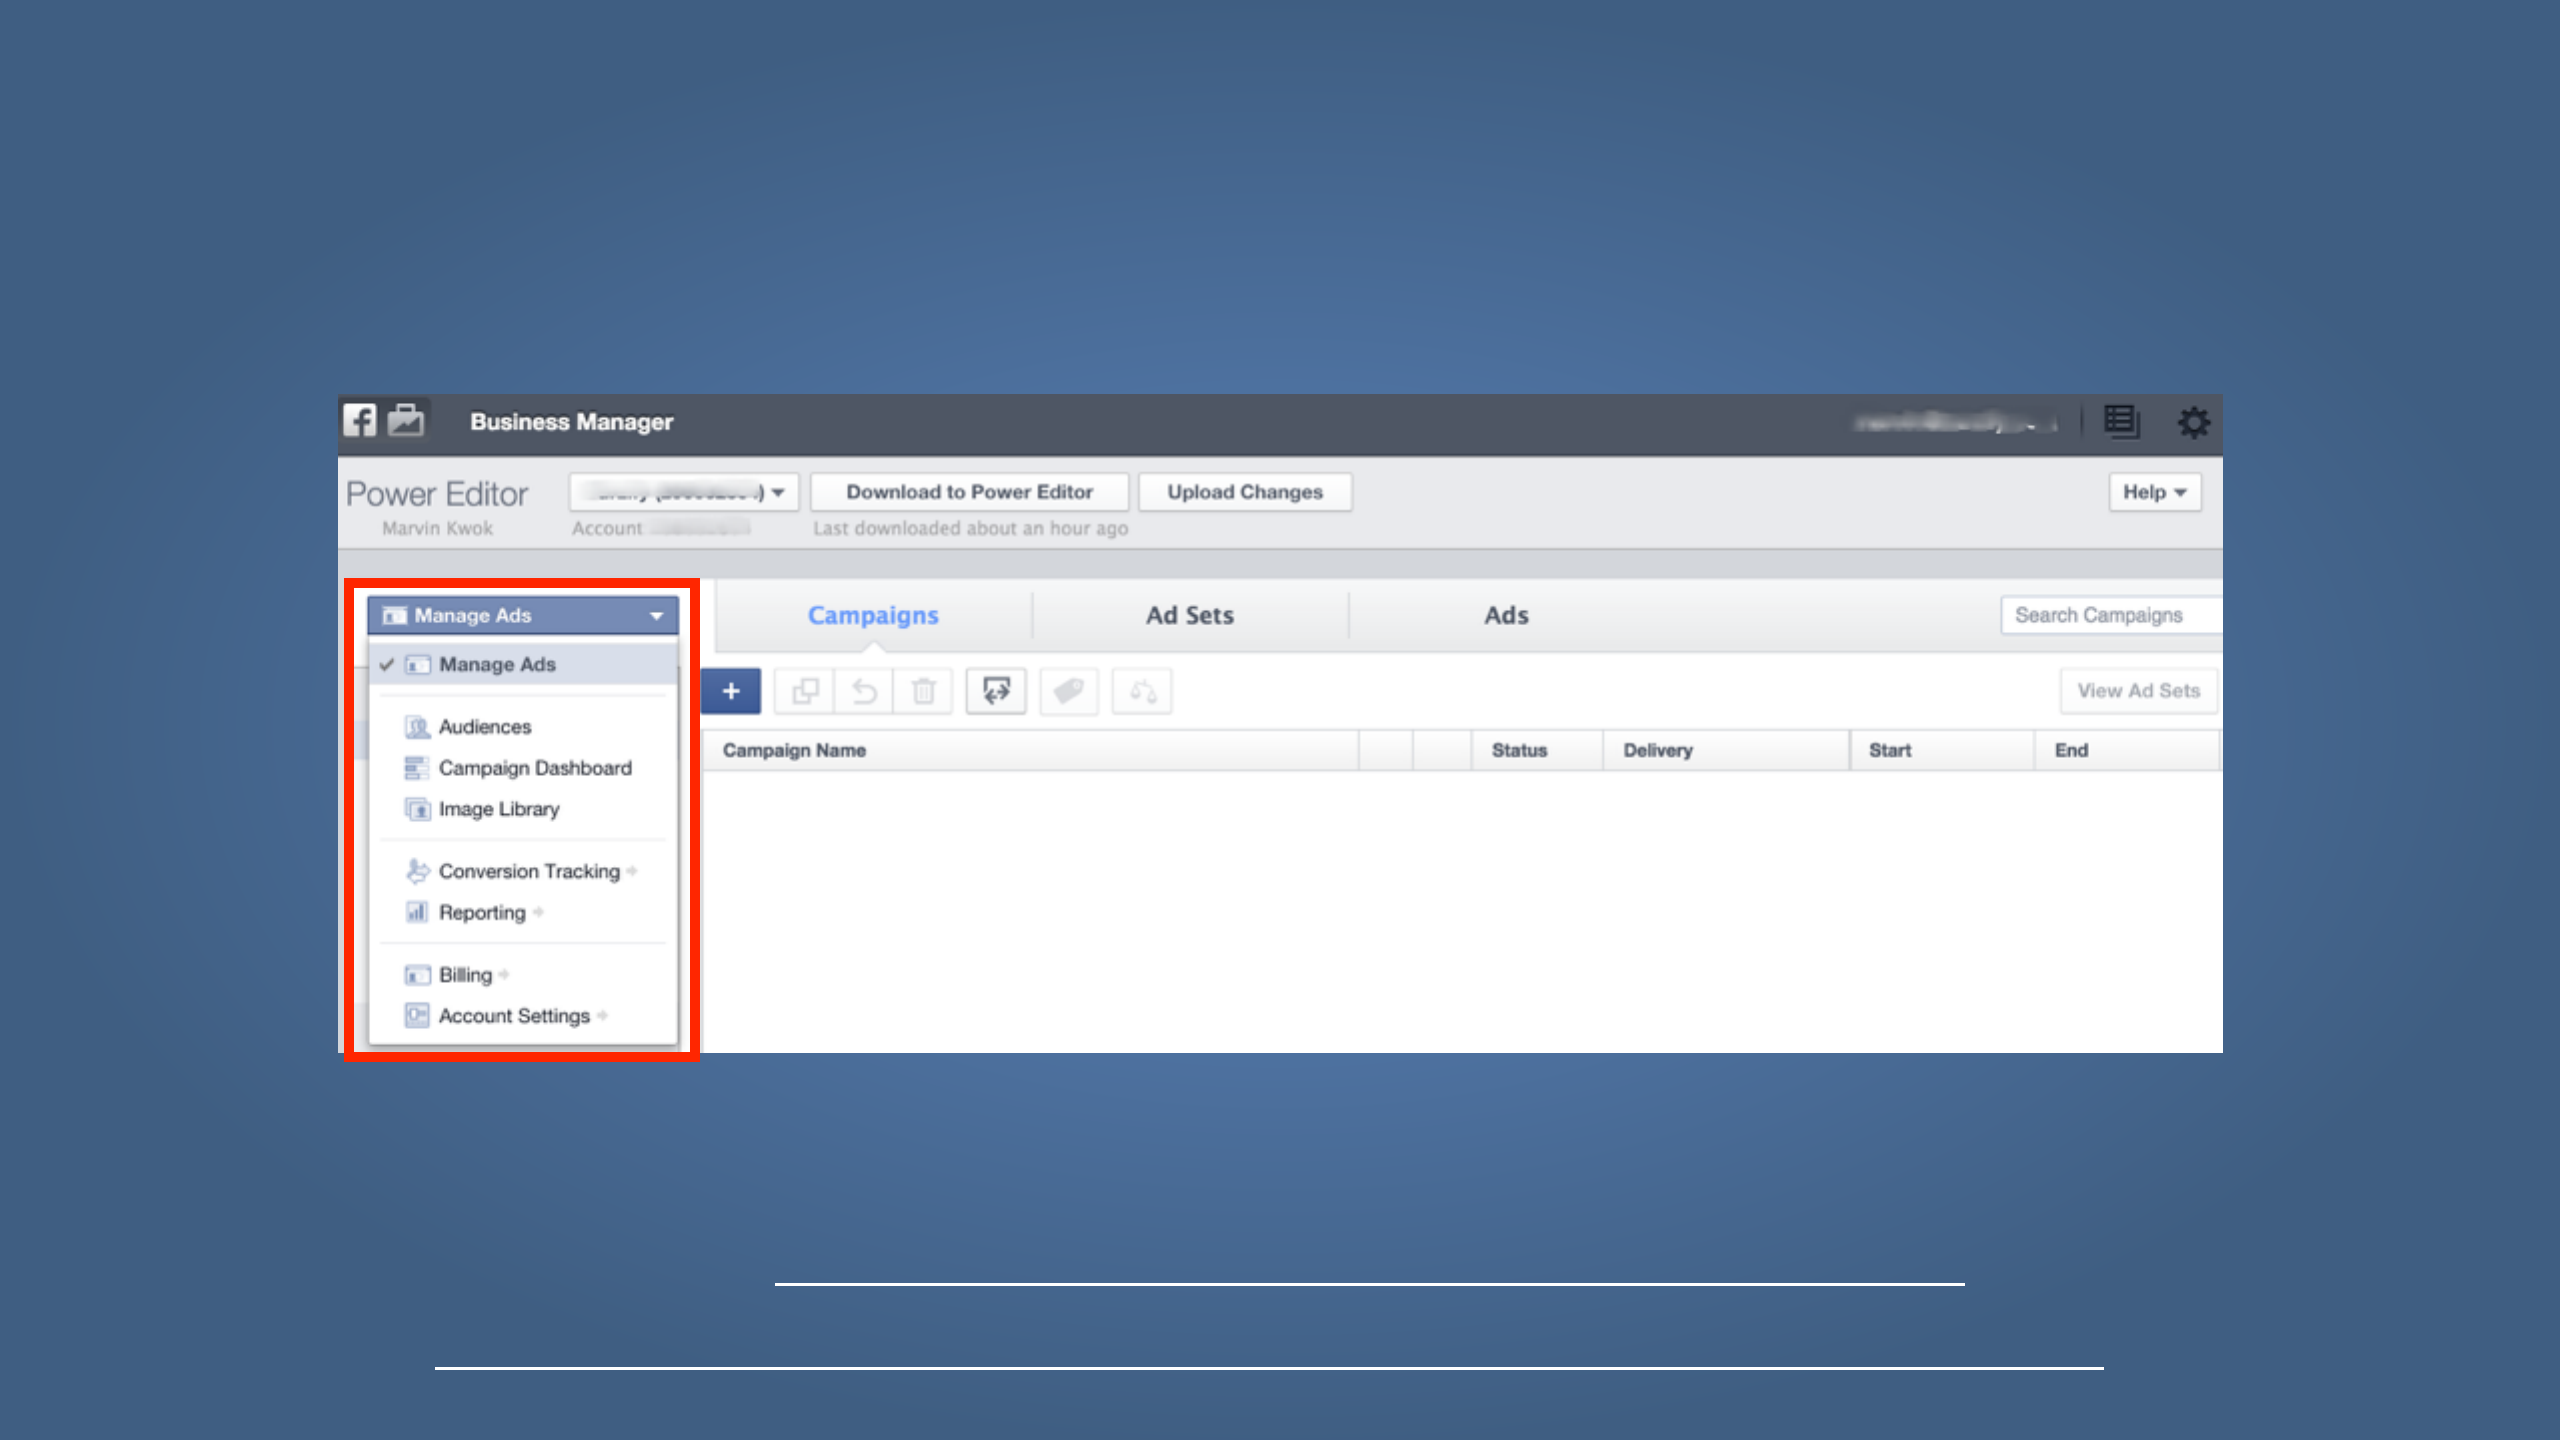 Business Manager
Power Editor
Download to Power Editor
Upload Changes
Help
Marvin Kwok
Account
Last downloaded about an hour ago
Manage Ads
Campaigns
Ad Sets
Ads
Search Campaigns
Manage Ads
View Ad Sets
Audiences
Campaign Name
Status
Delivery
Start
End
Campaign Dashboard
Image Library
Conversion Tracking
Reporting
Billing
Account Settings